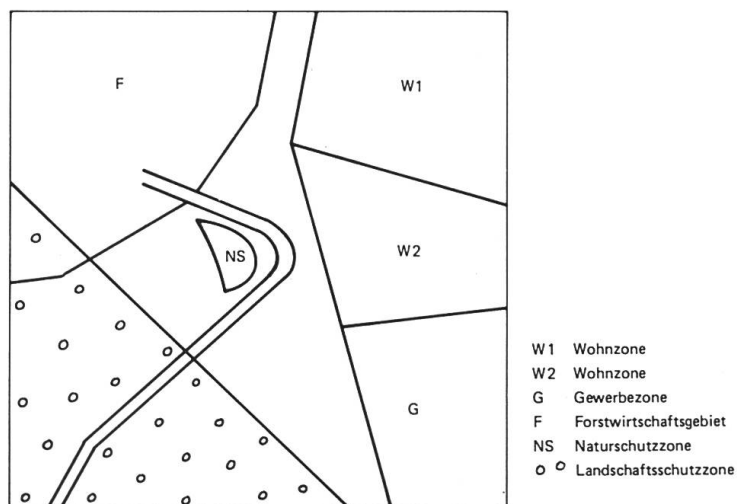 F
W1
NS
W2
G
W1 Wohnzone
W2 Wohnzone
G Gewerbezone
F Forstwirtschaftsgebiet
NS Naturschutzzone
Landschaftsschutzzone